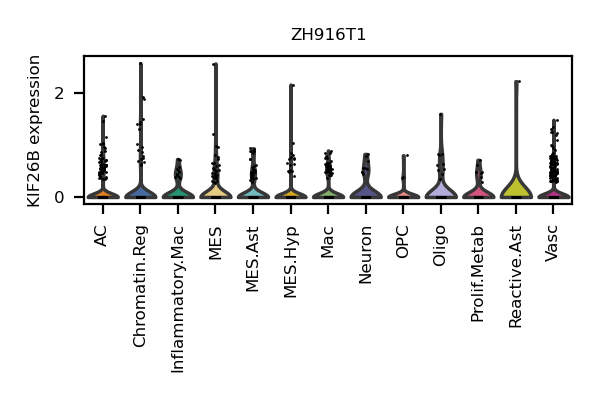 ZH916T1
KIF26B expression
2
0
AC
Chromatin.Reg
Inflammatory.Mac
MES
MES.Ast
MES.Hyp
Mac
Neuron
OPC
Oligo
Prolif.Metab
Reactive.Ast
Vasc